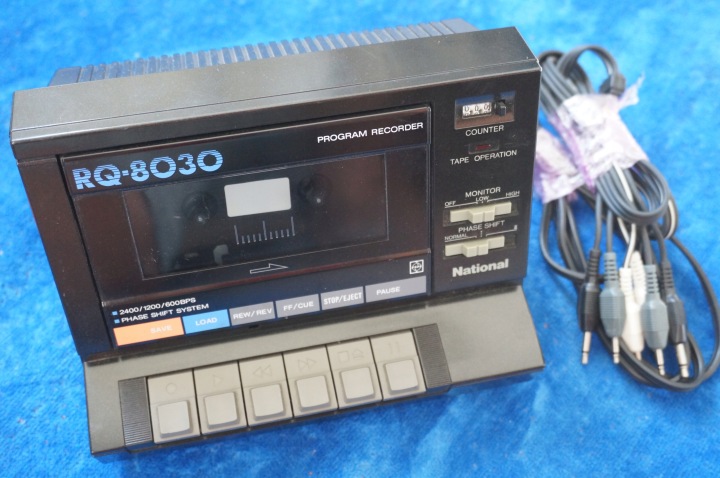 RQ-8030
PROGRAM RECORDER
COUNTER
TAPE OPERATION
MONITOR
OFF LOW HIGH
PHASE SHIFT
NORMAL
National
2400/1200/600BPS
PHASE SHIFT SYSTEM
SAVE LOAD REW/REV FF/CUE STOP/EJECT PAUSE